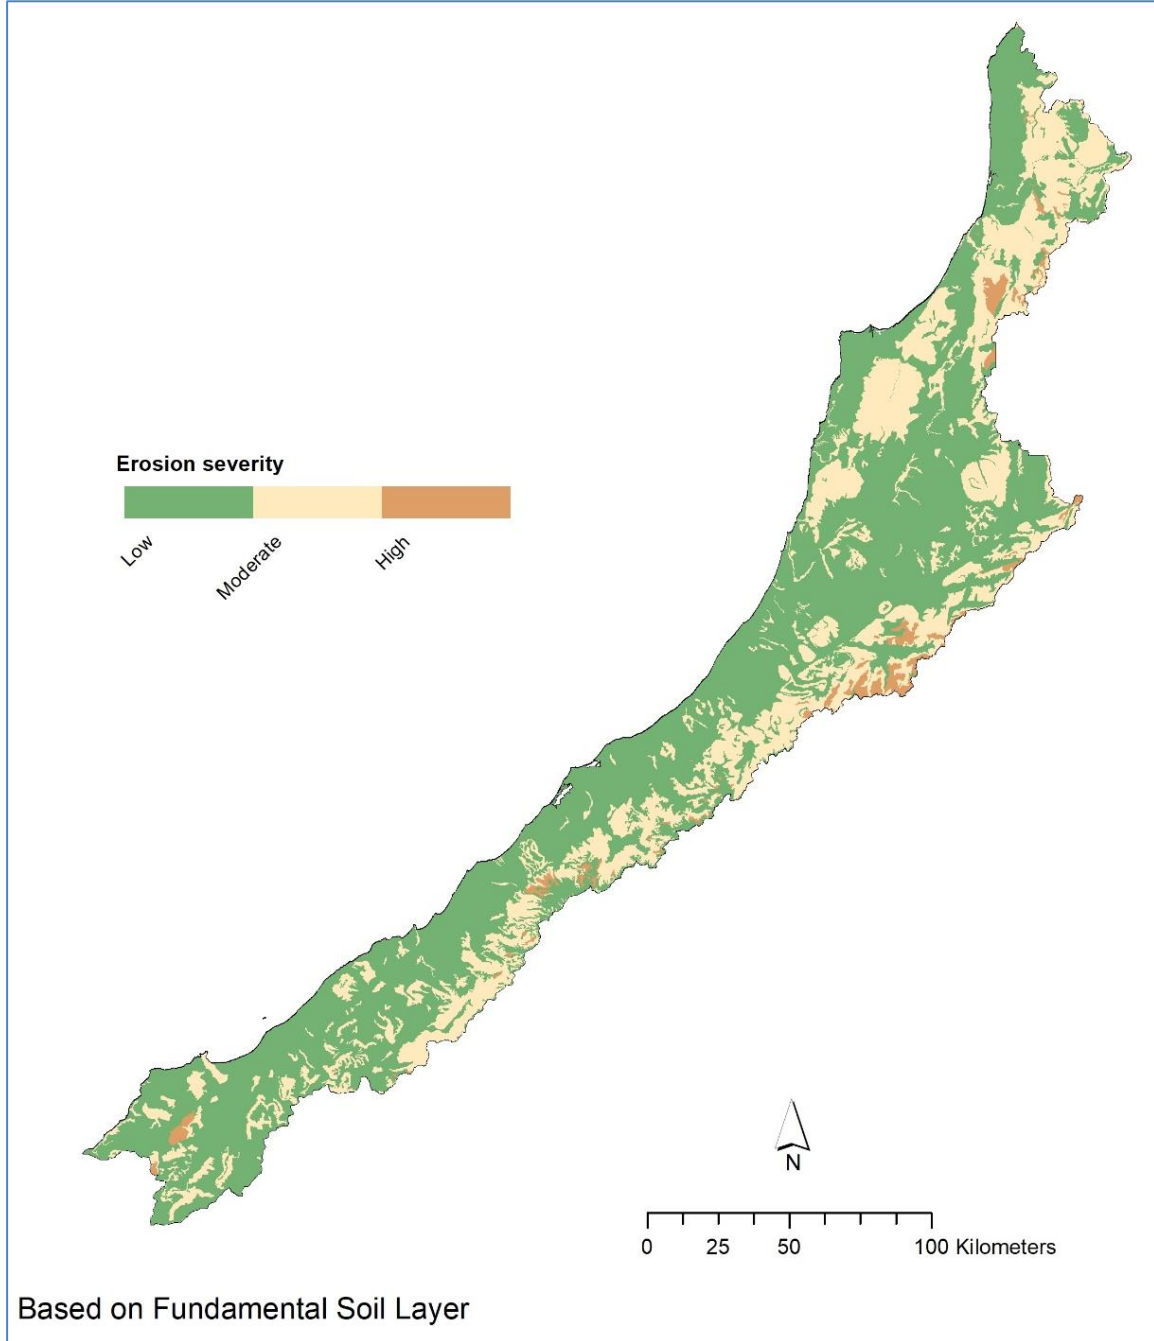 Erosion severity
Low
Moderate
High
N
0 25 50 100 Kilometers
Based on Fundamental Soil Layer